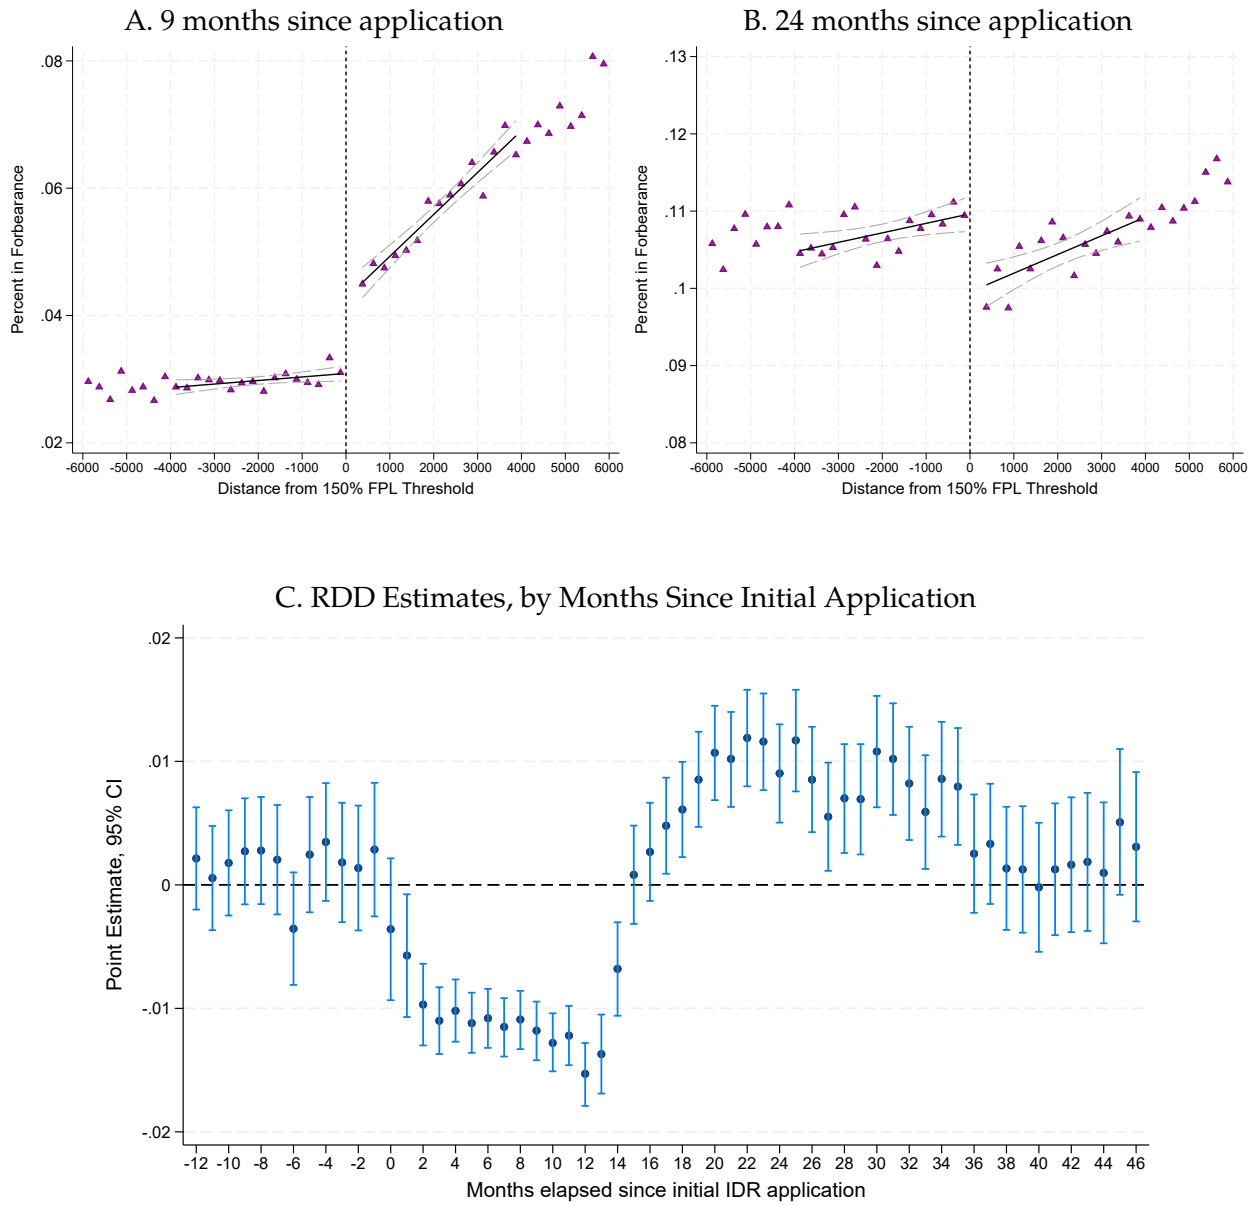 A. 9 months since application
.08
.06
.04
.02
Percent in Forbearance
-6000 -5000 -4000 -3000 -2000 -1000 0 1000 2000 3000 4000 5000 6000
Distance from 150% FPL Threshold
B. 24 months since application
.13
.12
.11
.1
.09
.08
Percent in Forbearance
-6000 -5000 -4000 -3000 -2000 -1000 0 1000 2000 3000 4000 5000 6000
Distance from 150% FPL Threshold
C. RDD Estimates, by Months Since Initial Application
.02
.01
0
-.01
-.02
Point Estimate, 95% CI
-12 -10 -8 -6 -4 -2 0 2 4 6 8 10 12 14 16 18 20 22 24 26 28 30 32 34 36 38 40 42 44 46
Months elapsed since initial IDR application